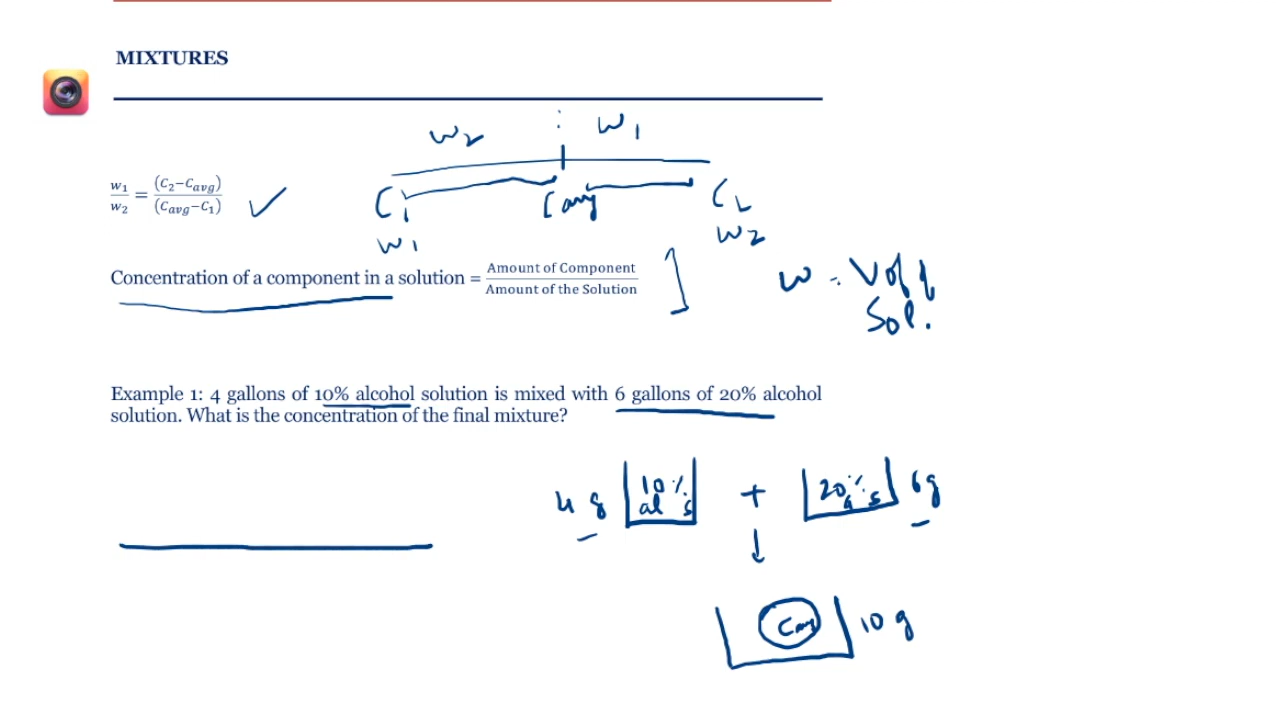 MIXTURES
w2 : w1
w1/w2 = (C2−Cavg)/(Cavg−C1)
C1 Cavg C2
w1 w2
Concentration of a component in a solution = Amount of Component/Amount of the Solution
w = Vol of
Sol.
Example 1: 4 gallons of 10% alcohol solution is mixed with 6 gallons of 20% alcohol
solution. What is the concentration of the final mixture?
4 g 10% al s + 20% a s 6g
Cavg 10 g